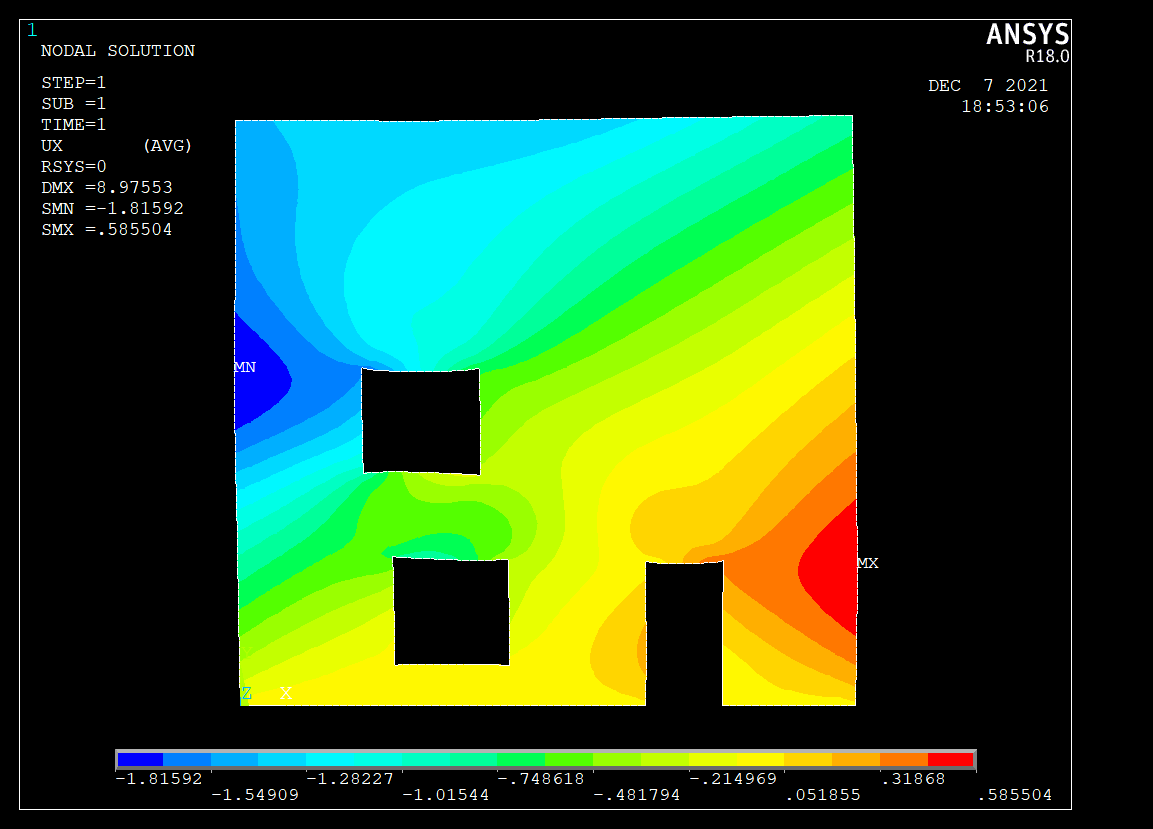 1
ANSYS
R18.0
NODAL SOLUTION
STEP=1
SUB =1
TIME=1
UX (AVG)
RSYS=0
DMX =8.97553
SMN =-1.81592
SMX =.585504
DEC 7 2021
18:53:06
MN
MX
Z X
-1.81592 -1.28227 -.748618 -.214969 .31868
-1.54909 -1.01544 -.481794 .051855 .585504